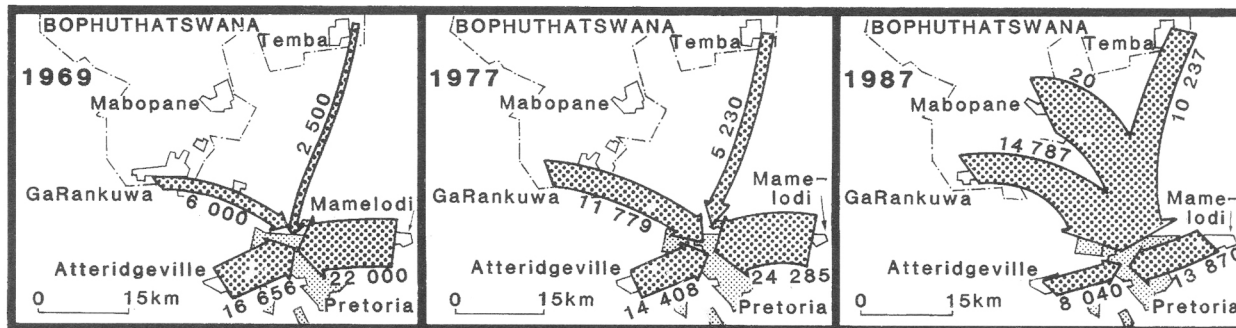 BOPHUTHATSWANA
Temba
1969
Mabopane
2 500
GaRankuwa
6 000
Mamelodi
Atteridgeville
22 000
16 656
0 15km
Pretoria
BOPHUTHATSWANA
Temba
1977
Mabopane
5 230
GaRankuwa
11 779
Mame-
lodi
Atteridgeville
24 285
14 408
0 15km
Pretoria
BOPHUTHATSWANA
Temba
1987
20
Mabopane
10 237
14 787
GaRankuwa
Mame-
lodi
Atteridgeville
13 870
8 040
0 15km
Pretoria